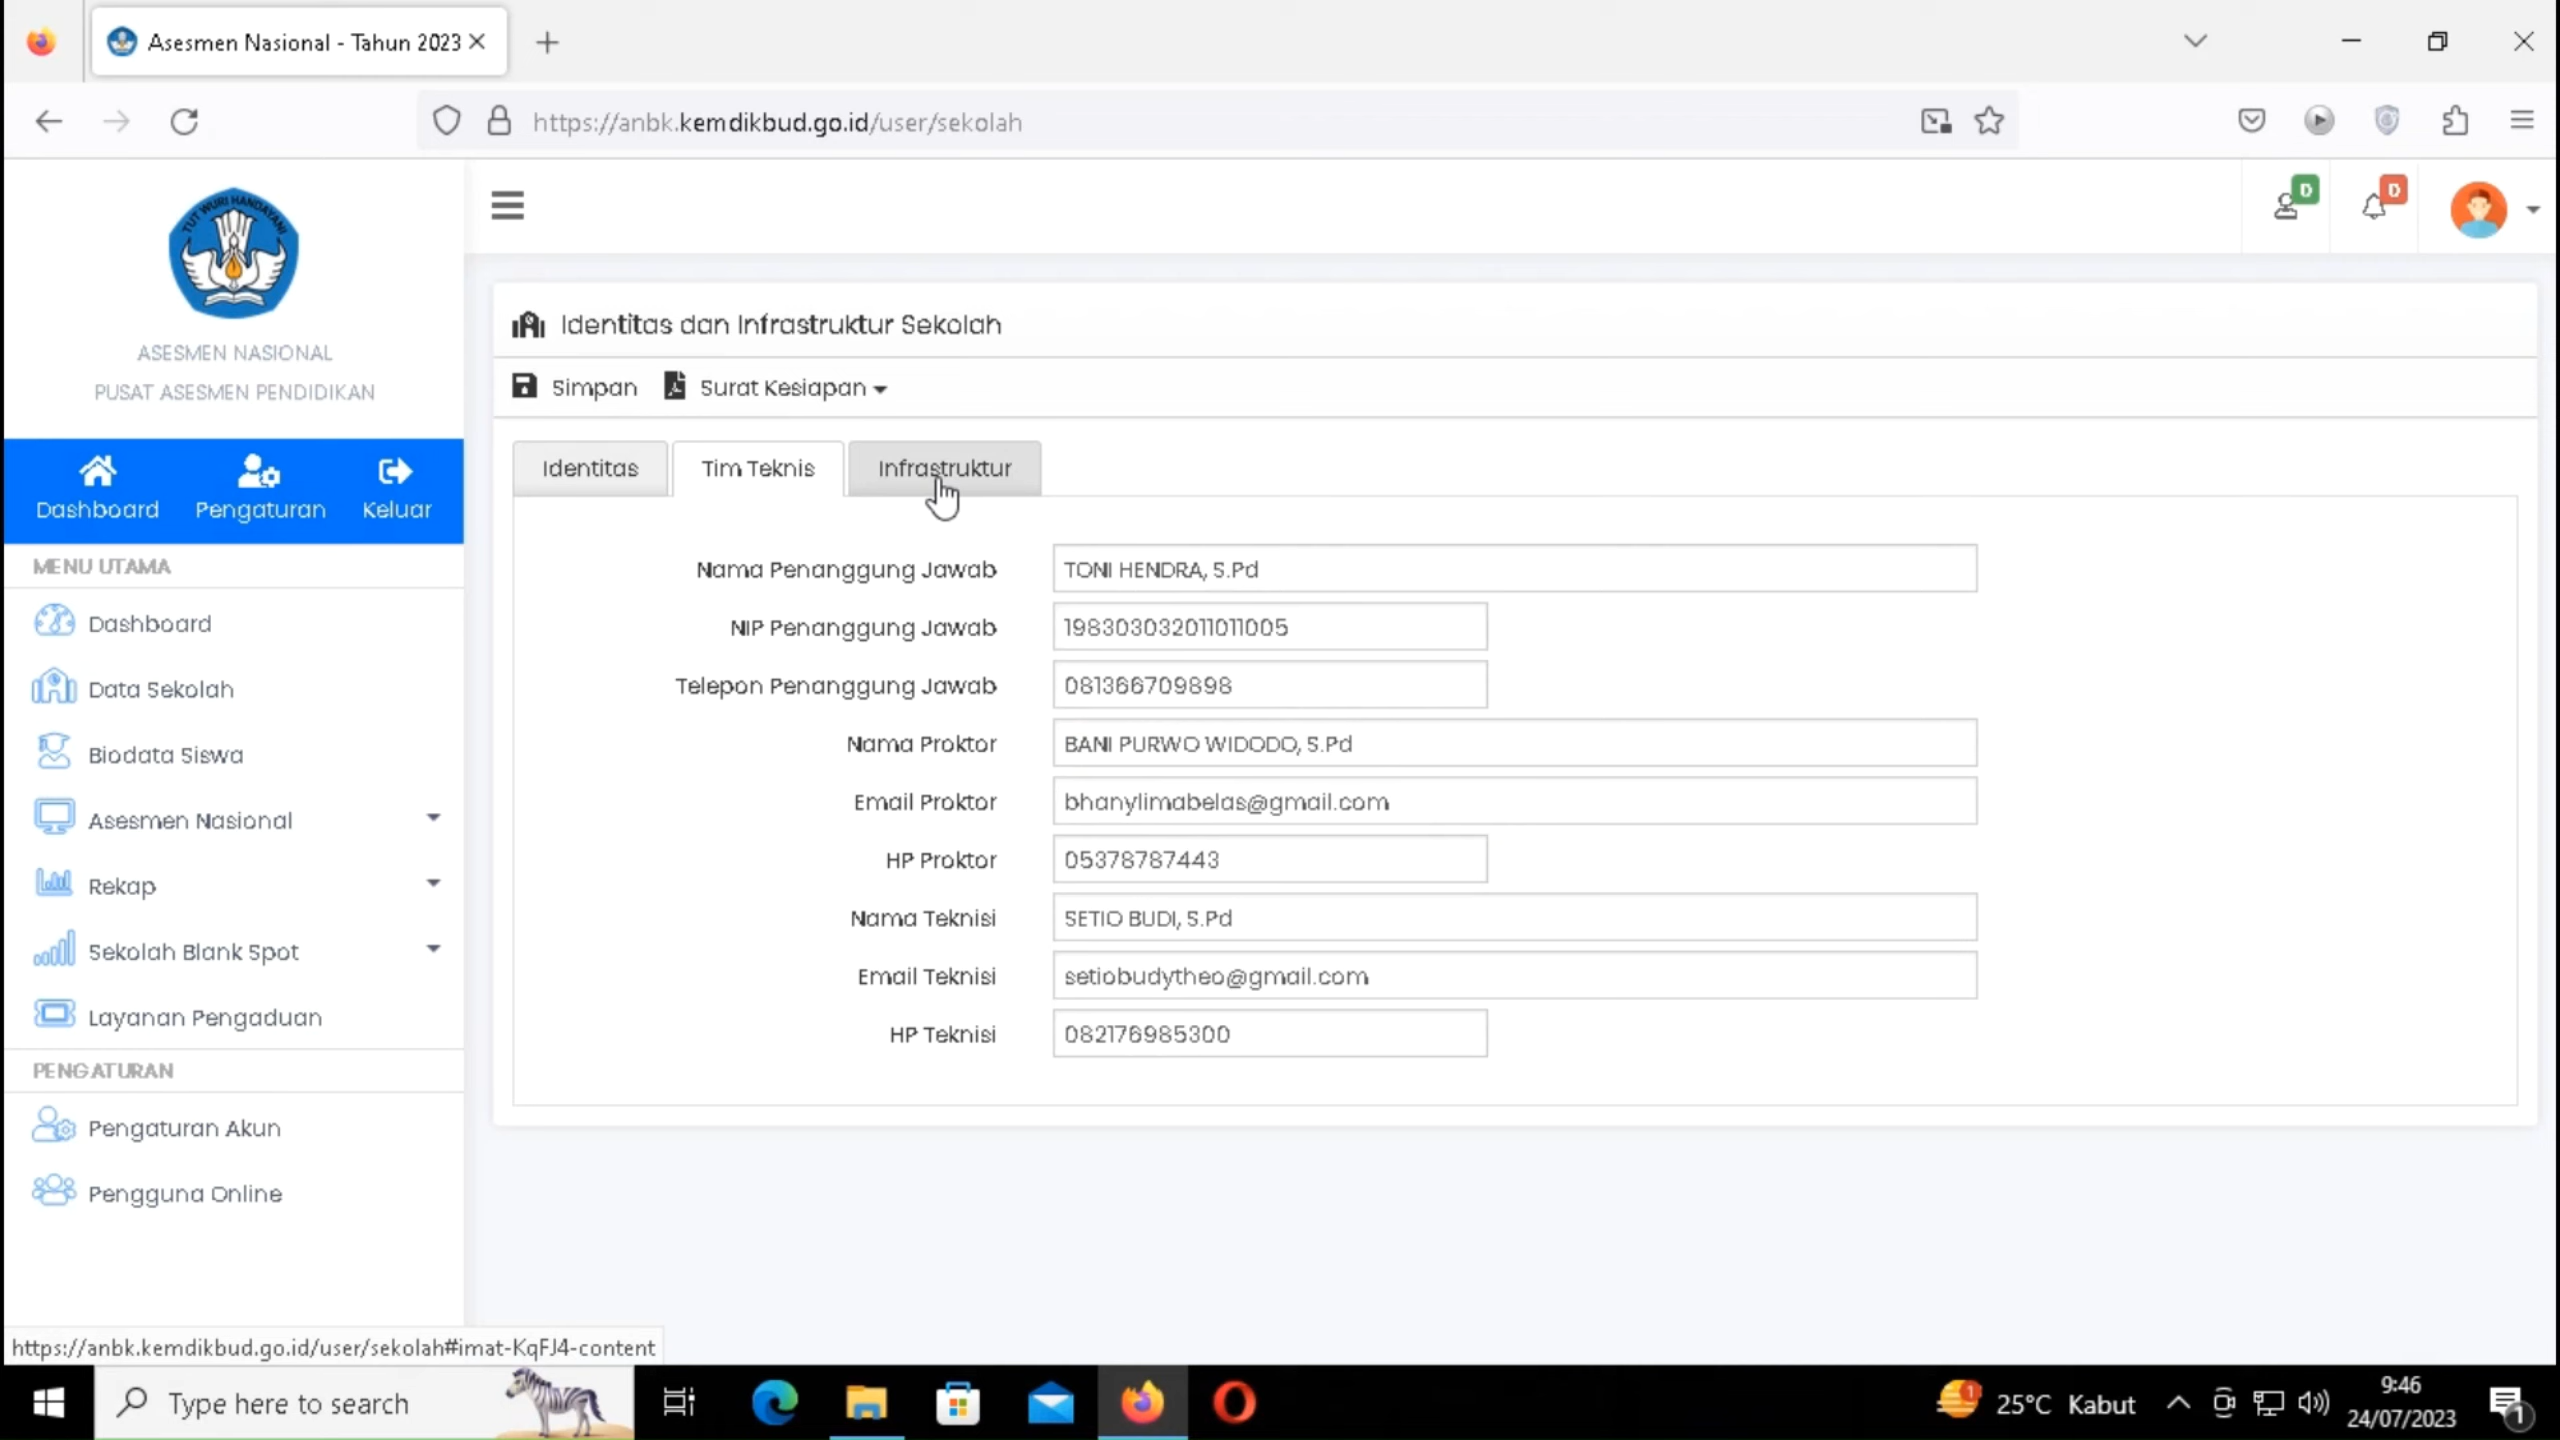 Asesmen Nasional - Tahun 2023
https://anbk.kemdikbud.go.id/user/sekolah
TUT WURI HANDAYANI
ASESMEN NASIONAL
PUSAT ASESMEN PENDIDIKAN
D
D
Dashboard
Pengaturan
Keluar
MENU UTAMA
Dashboard
Data Sekolah
Biodata Siswa
Asesmen Nasional
Rekap
Sekolah Blank Spot
Layanan Pengaduan
PENGATURAN
Pengaturan Akun
Pengguna Online
Identitas dan Infrastruktur Sekolah
Simpan
Surat Kesiapan
Identitas
Tim Teknis
Infrastruktur
Nama Penanggung Jawab TONI HENDRA, S.Pd
NIP Penanggung Jawab 198303032011011005
Telepon Penanggung Jawab 081366709898
Nama Proktor BANI PURWO WIDODO, S.Pd
Email Proktor bhanylimabelas@gmail.com
HP Proktor 05378787443
Nama Teknisi SETIO BUDI, S.Pd
Email Teknisi setiobudytheo@gmail.com
HP Teknisi 082176985300
https://anbk.kemdikbud.go.id/user/sekolah#imat-KqFJ4-content
Type here to search
1
25°C Kabut
9:46
24/07/2023
1